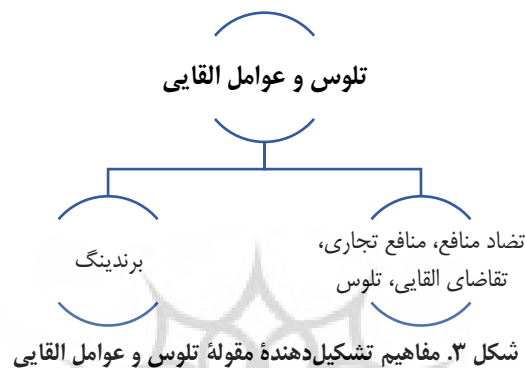 تلوس و عوامل القایی
تضاد منافع، منافع تجاری،
تقاضای القایی، تلوس
برندینگ
شکل ۳. مفاهیم تشکیل‌دهندهٔ مقولهٔ تلوس و عوامل القایی